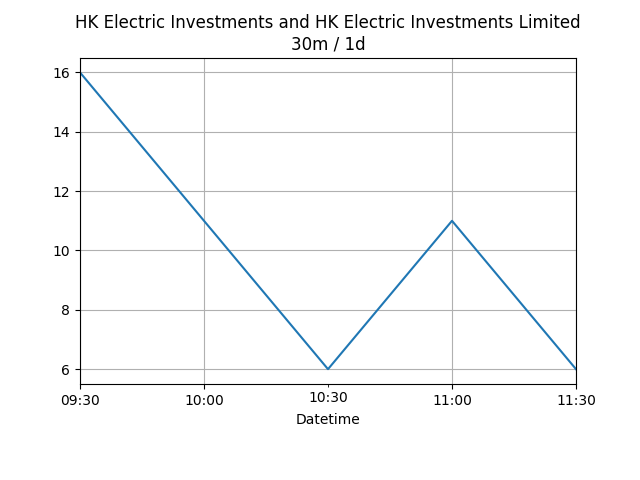 HK Electric Investments and HK Electric Investments Limited
30m / 1d
16
14
12
10
8
6
09:30 10:00 10:30 11:00 11:30
Datetime